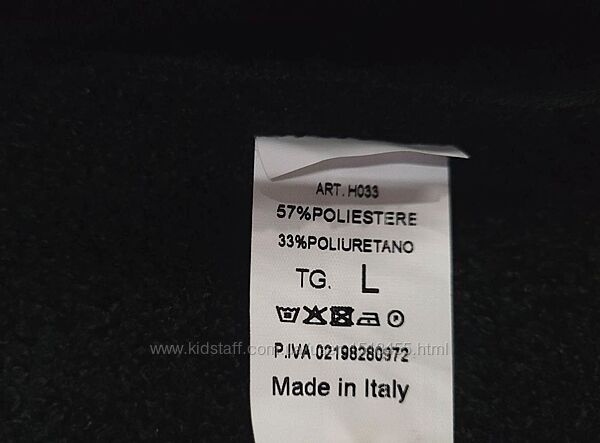 ART. H033
57%POLIESTERE
33%POLIURETANO
TG. L
P.IVA 02198280972
Made in Italy